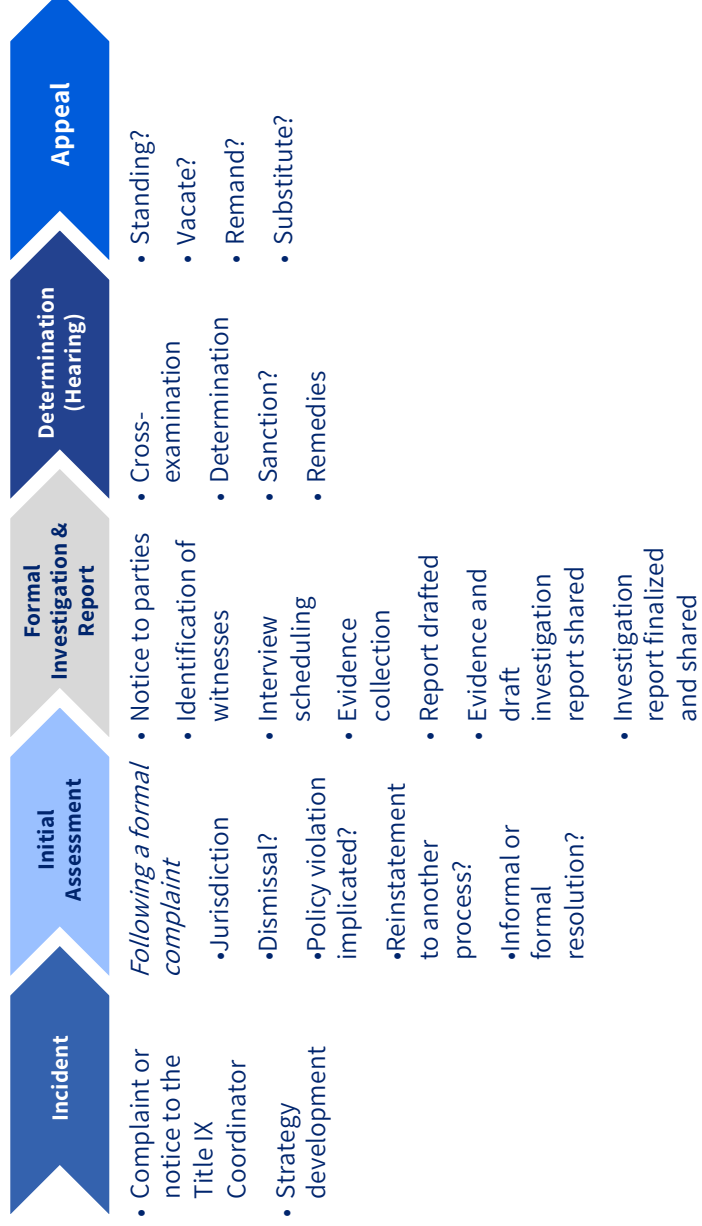 Incident
• Complaint or
notice to the
Title IX
Coordinator
• Strategy
development
Initial
Assessment
Following a formal
complaint
•Jurisdiction
•Dismissal?
•Policy violation
implicated?
•Reinstatement
to another
process?
•Informal or
formal
resolution?
Formal
Investigation &
Report
• Notice to parties
• Identification of
witnesses
• Interview
scheduling
• Evidence
collection
• Report drafted
• Evidence and
draft
investigation
report shared
• Investigation
report finalized
and shared
Determination
(Hearing)
• Cross-
examination
• Determination
• Sanction?
• Remedies
Appeal
• Standing?
• Vacate?
• Remand?
• Substitute?